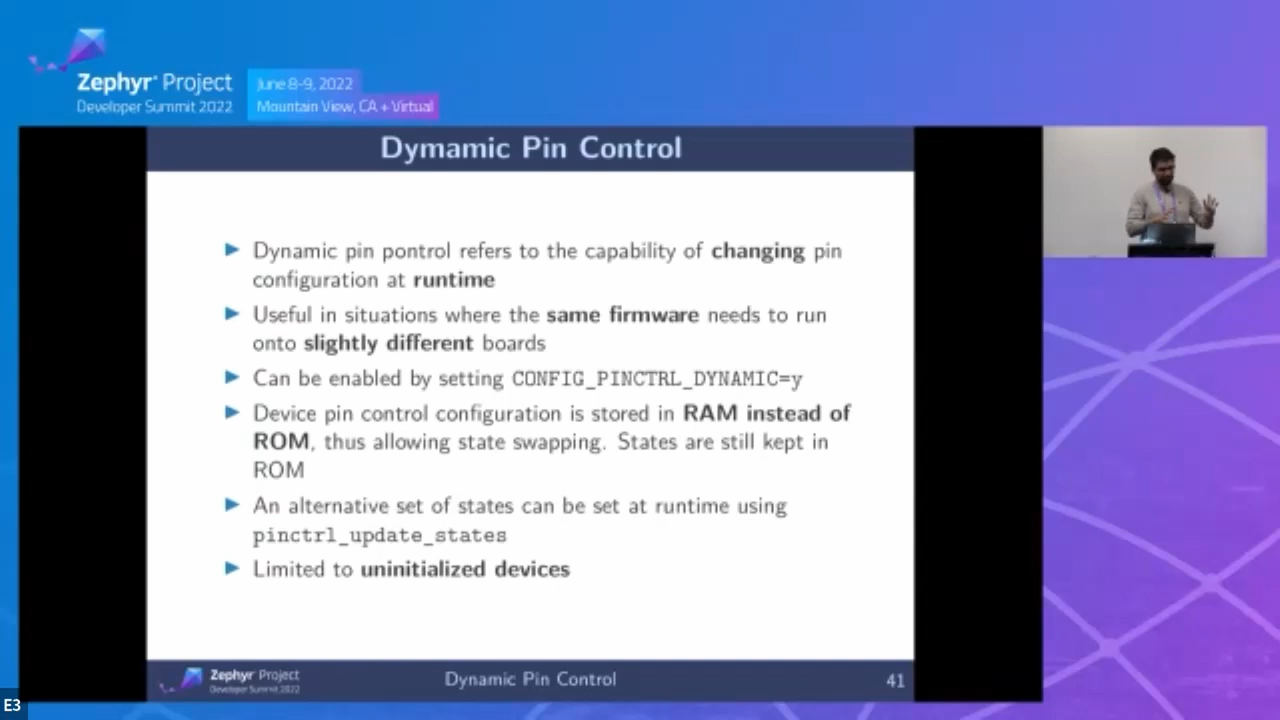 Zephyr® Project
Developer Summit 2022
June 8-9, 2022
Mountain View, CA + Virtual
Dymamic Pin Control
Dynamic pin pontrol refers to the capability of changing pin
configuration at runtime
Useful in situations where the same firmware needs to run
onto slightly different boards
Can be enabled by setting CONFIG_PINCTRL_DYNAMIC=y
Device pin control configuration is stored in RAM instead of
ROM, thus allowing state swapping. States are still kept in
ROM
An alternative set of states can be set at runtime using
pinctrl_update_states
Limited to uninitialized devices
Zephyr® Project
Developer Summit 2022
Dynamic Pin Control
41
E3